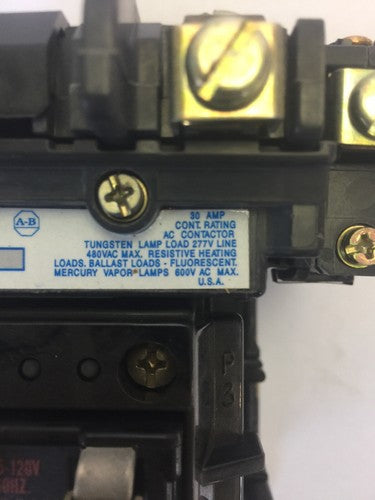 A-B
30 AMP
CONT. RATING
AC CONTACTOR
TUNGSTEN LAMP LOAD 277V LINE
480VAC MAX. RESISTIVE HEATING
LOADS. BALLAST LOADS - FLUORESCENT.
MERCURY VAPOR LAMPS 600V AC MAX.
U.S.A.
-120V